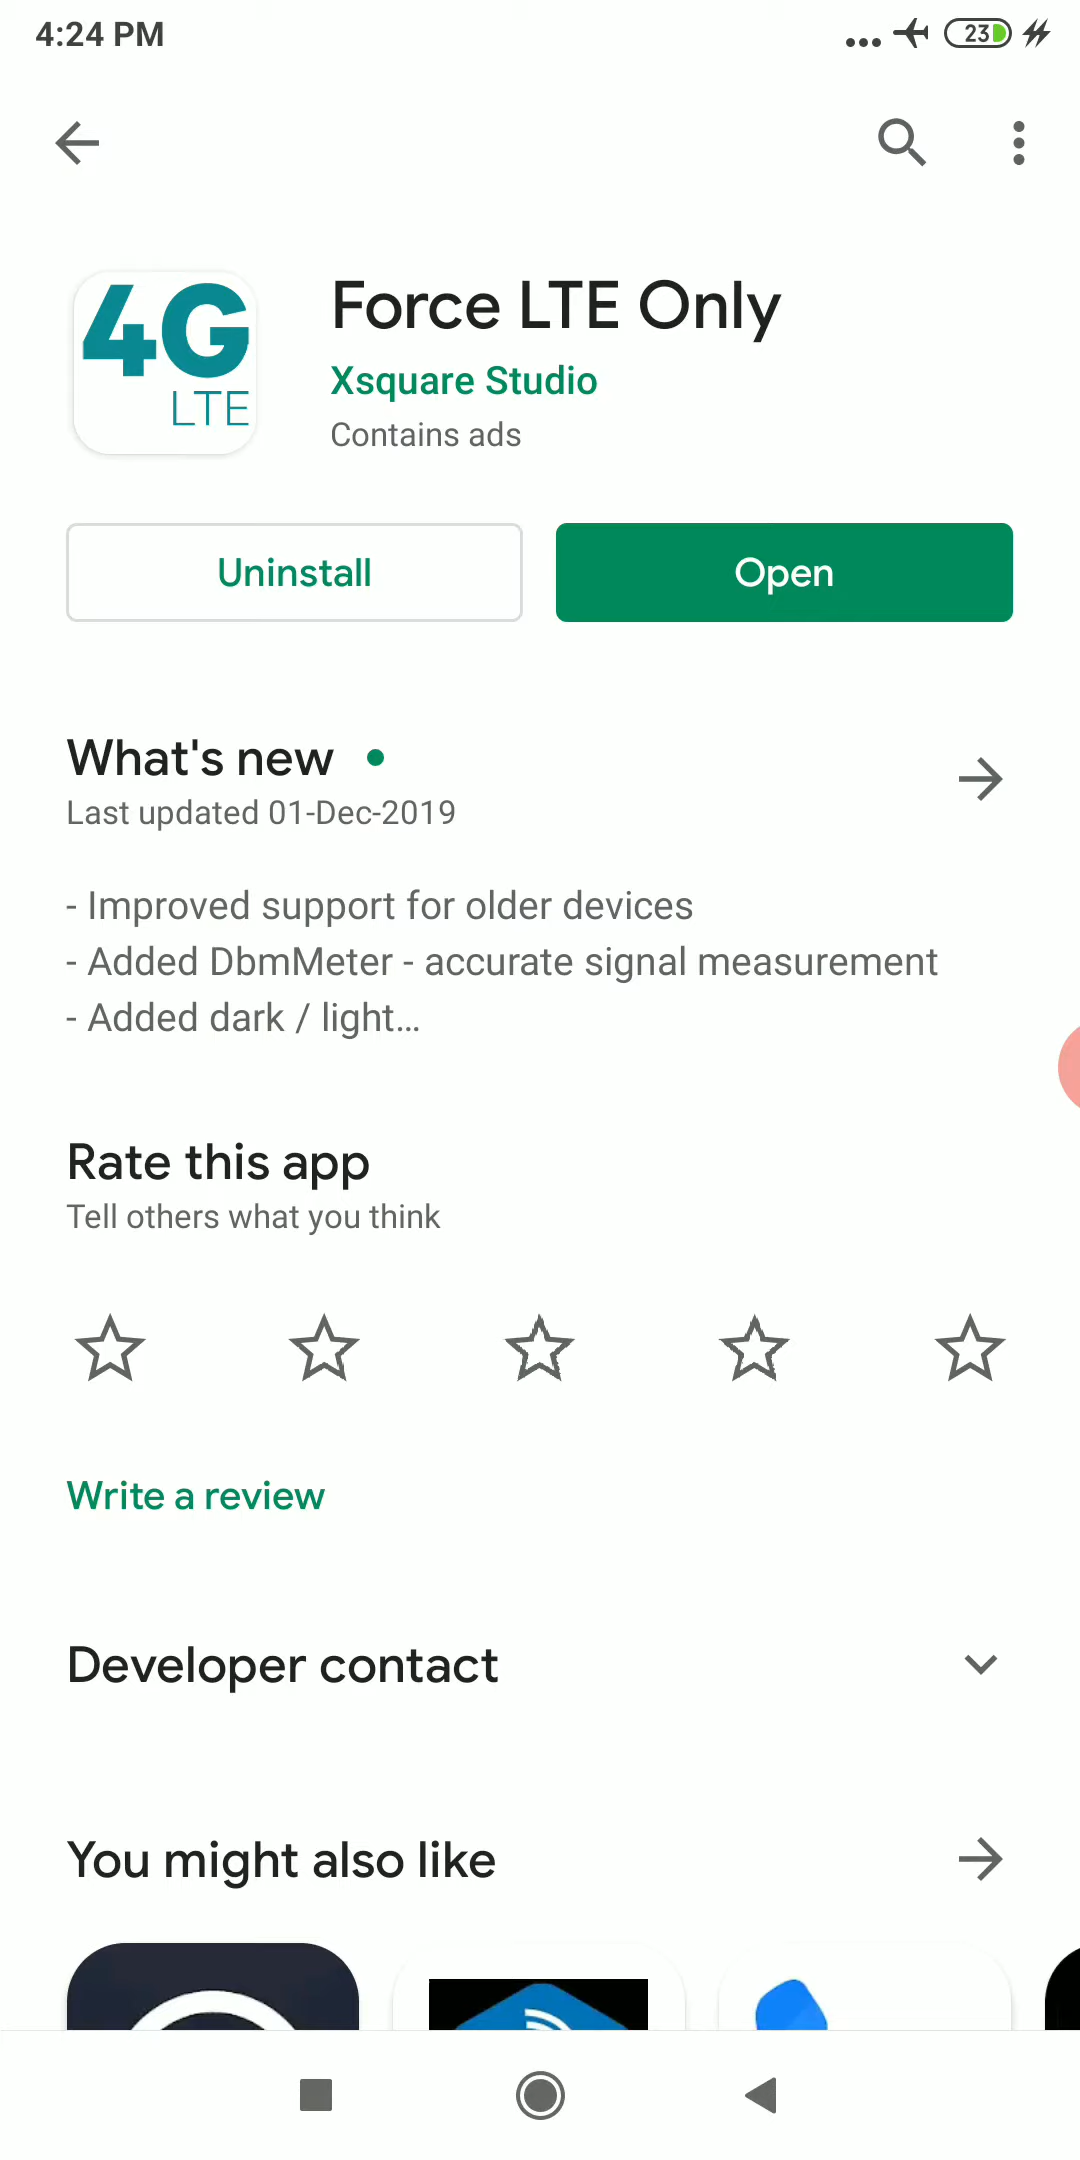 4:24 PM
23
4G
LTE
Force LTE Only
Xsquare Studio
Contains ads
Uninstall
Open
What's new
Last updated 01-Dec-2019
- Improved support for older devices
- Added DbmMeter - accurate signal measurement
- Added dark / light...
Rate this app
Tell others what you think
Write a review
Developer contact
You might also like